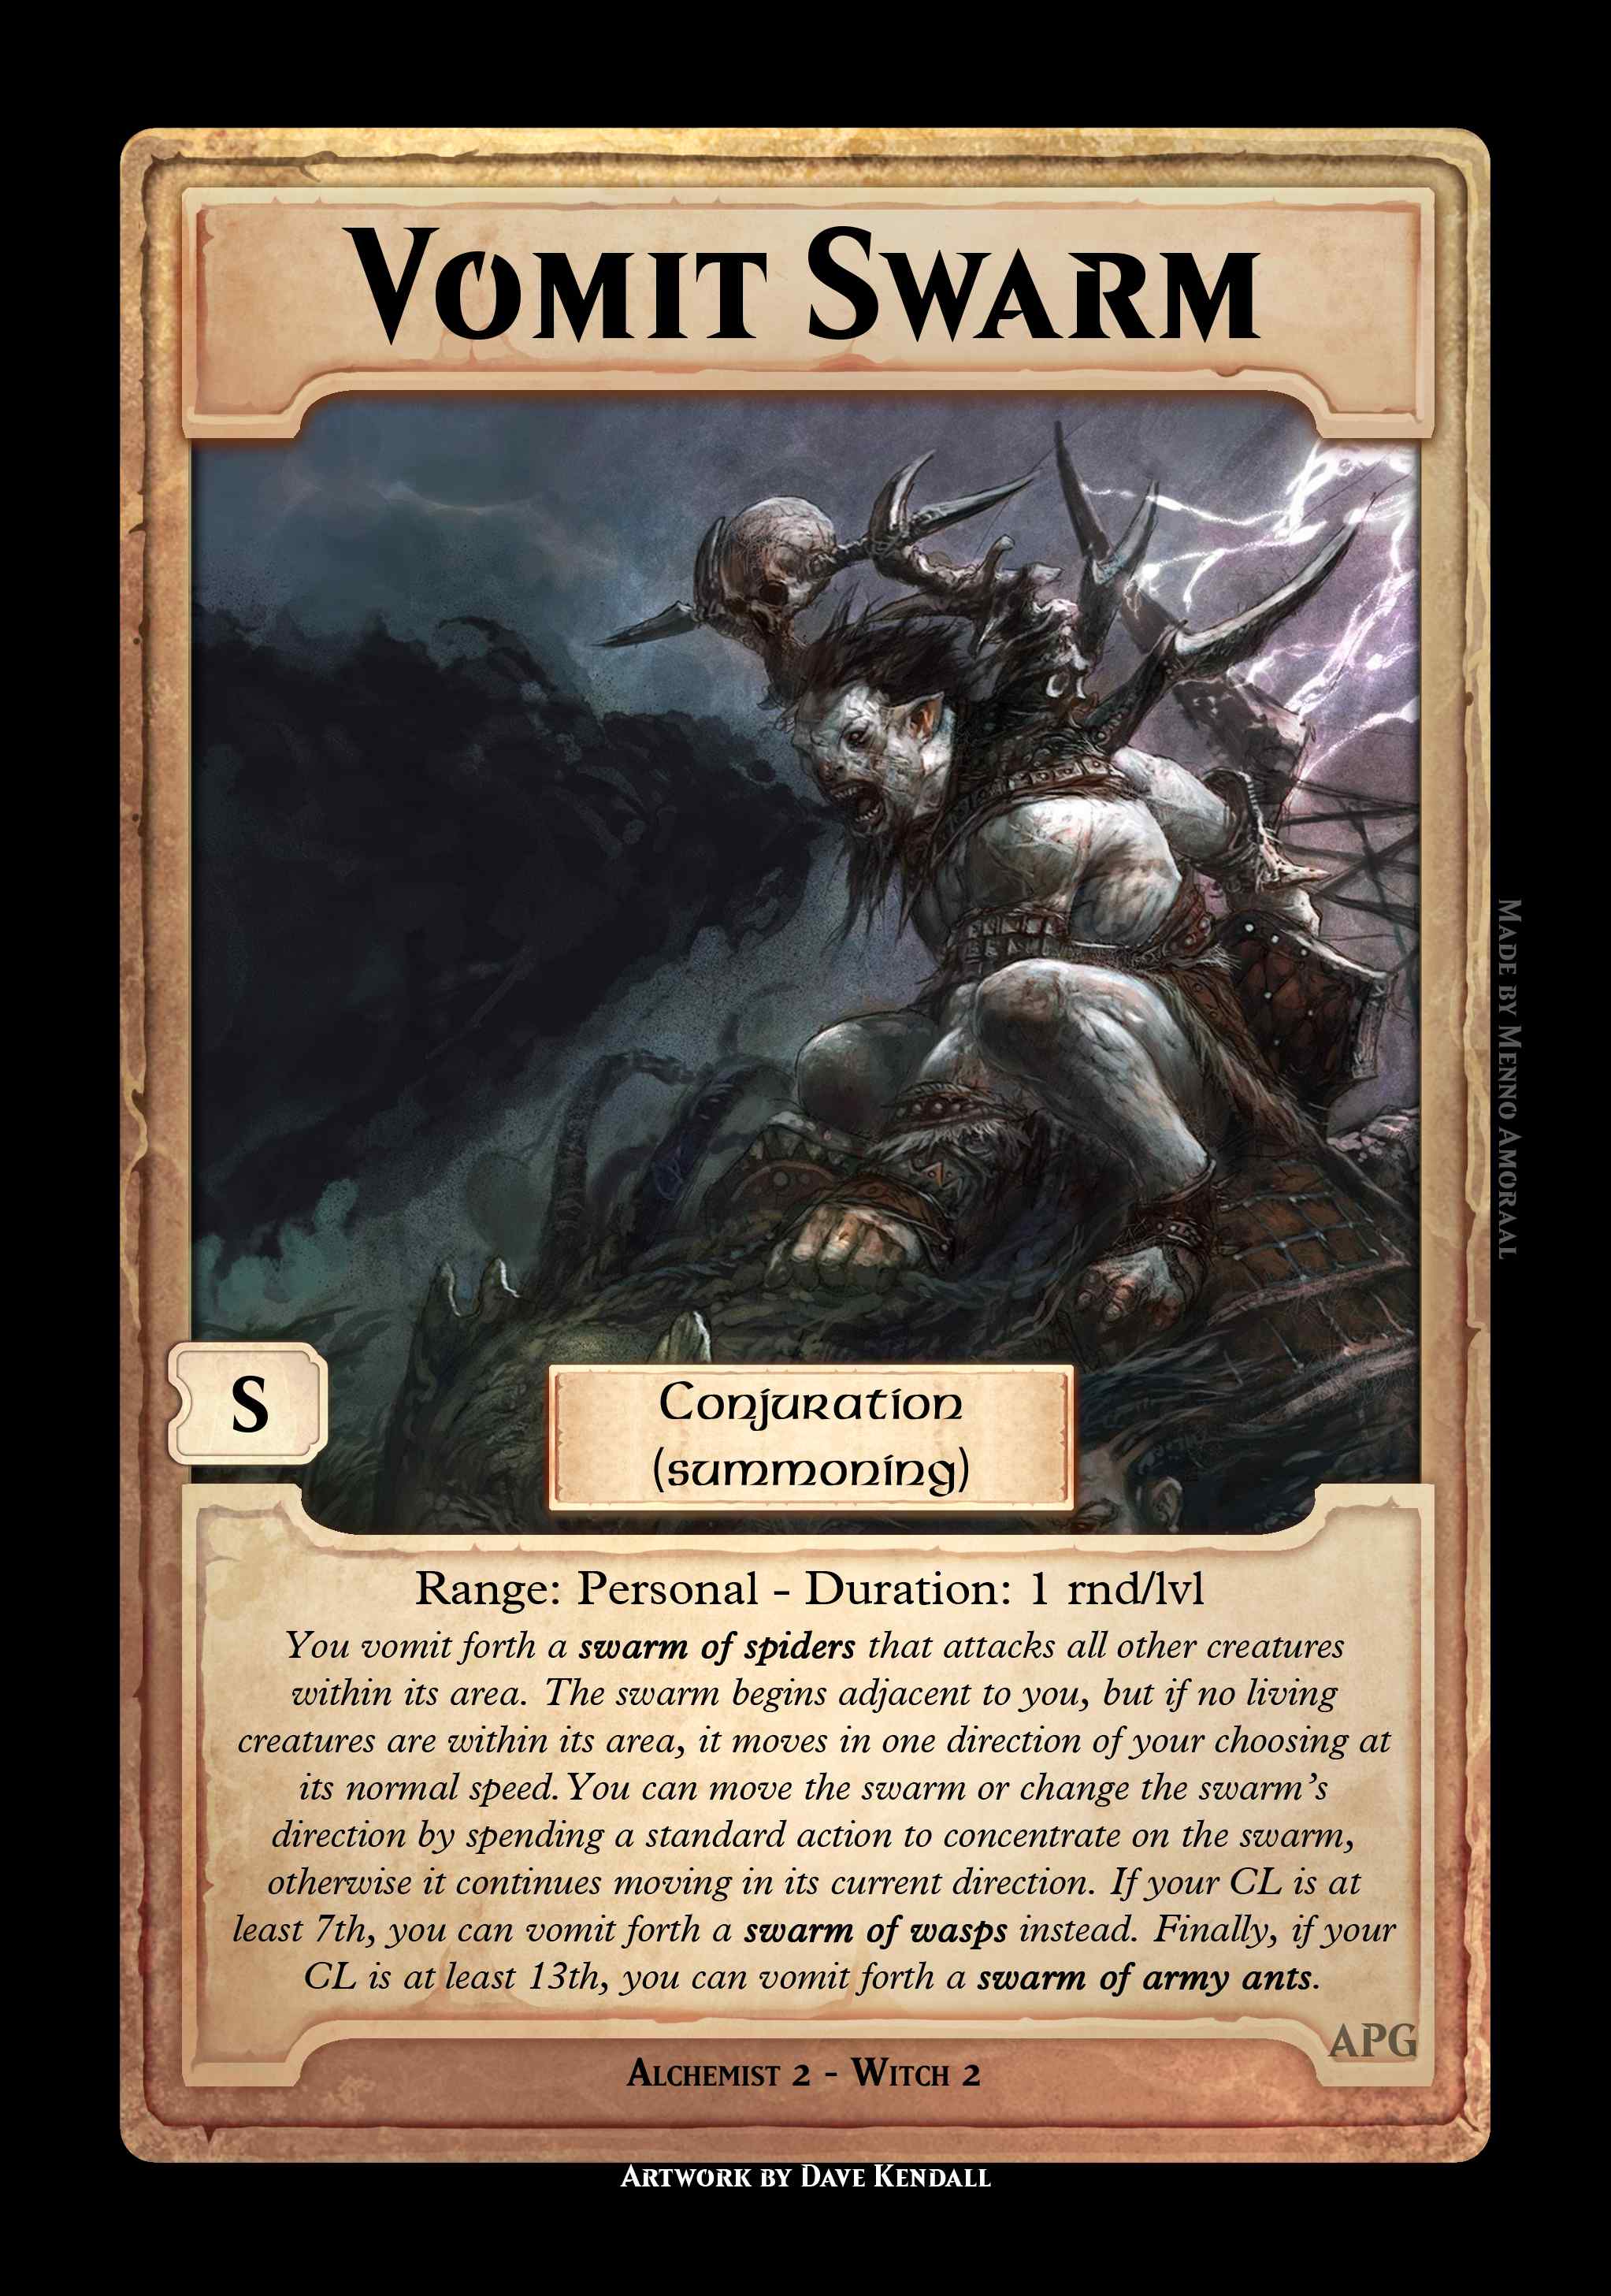 Vomit Swarm
S
Conjuration
(summoning)
Range: Personal - Duration: 1 rnd/lvl
You vomit forth a swarm of spiders that attacks all other creatures
within its area. The swarm begins adjacent to you, but if no living
creatures are within its area, it moves in one direction of your choosing at
its normal speed. You can move the swarm or change the swarm's
direction by spending a standard action to concentrate on the swarm,
otherwise it continues moving in its current direction. If your CL is at
least 7th, you can vomit forth a swarm of wasps instead. Finally, if your
CL is at least 13th, you can vomit forth a swarm of army ants.
APG
Alchemist 2 - Witch 2
Artwork by Dave Kendall
Made by Menno Amoraal